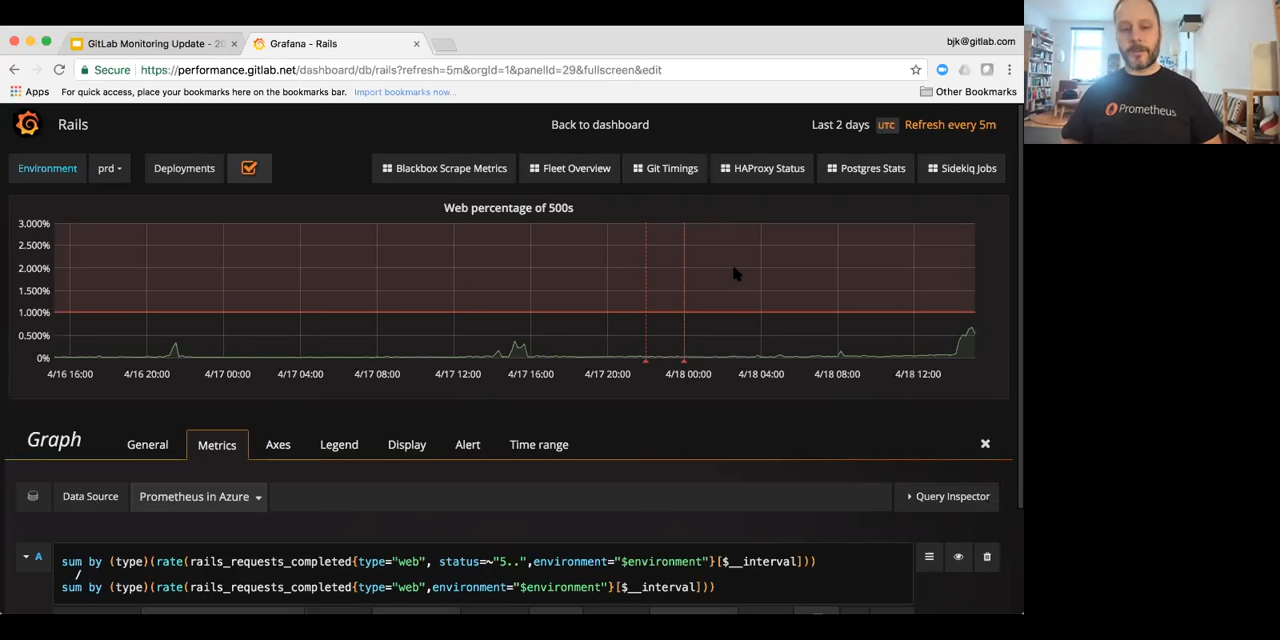 GitLab Monitoring Update - 20
Grafana - Rails
bjk@gitlab.com
Secure https://performance.gitlab.net/dashboard/db/rails?refresh=5m&orgId=1&panelId=29&fullscreen&edit
Apps For quick access, place your bookmarks here on the bookmarks bar. Import bookmarks now... Other Bookmarks
Prometheus
Rails Back to dashboard Last 2 days UTC Refresh every 5m
Environment prd Deployments Blackbox Scrape Metrics Fleet Overview Git Timings HAProxy Status Postgres Stats Sidekiq Jobs
Web percentage of 500s
3.000%
2.500%
2.000%
1.500%
1.000%
0.500%
0%
4/16 16:00 4/16 20:00 4/17 00:00 4/17 04:00 4/17 08:00 4/17 12:00 4/17 16:00 4/17 20:00 4/18 00:00 4/18 04:00 4/18 08:00 4/18 12:00
Graph General Metrics Axes Legend Display Alert Time range
Data Source Prometheus in Azure Query Inspector
A sum by (type)(rate(rails_requests_completed{type="web", status=~"5..",environment="$environment"}[$__interval]))
/
sum by (type)(rate(rails_requests_completed{type="web",environment="$environment"}[$__interval]))